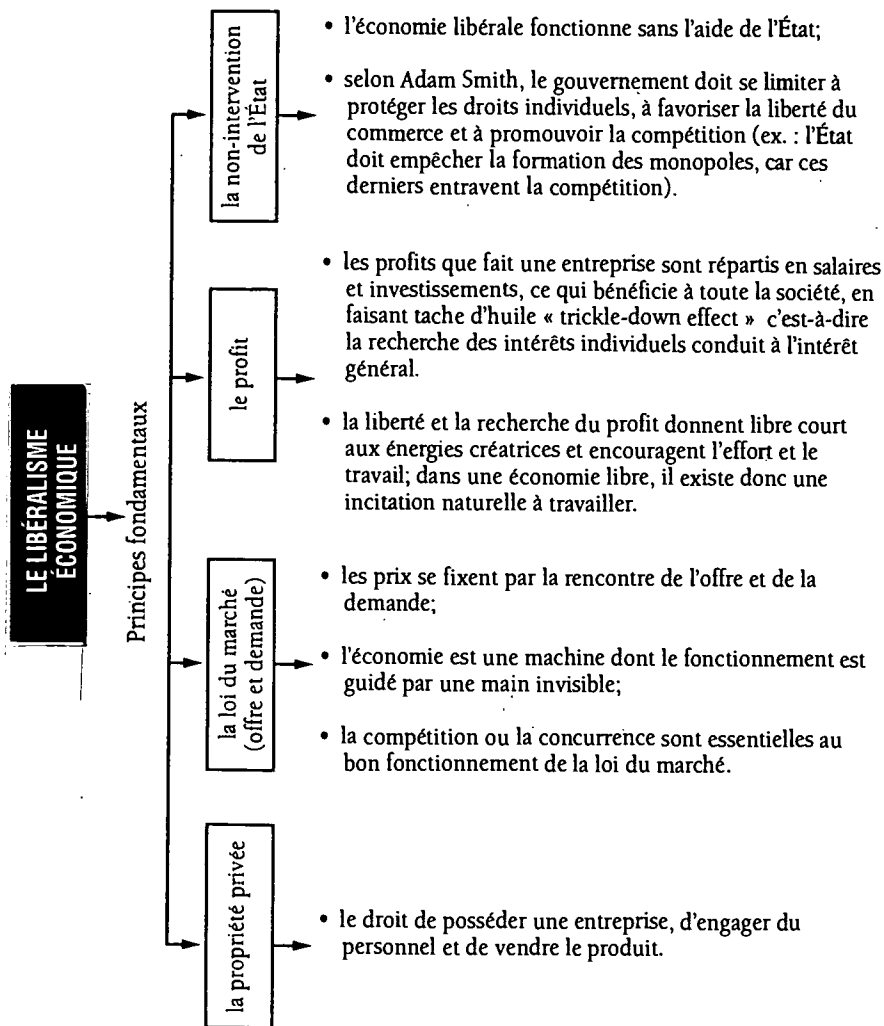 LE LIBÉRALISME
ÉCONOMIQUE
Principes fondamentaux
la non-intervention
de l'État
• l'économie libérale fonctionne sans l'aide de l'État;
• selon Adam Smith, le gouvernement doit se limiter à
protéger les droits individuels, à favoriser la liberté du
commerce et à promouvoir la compétition (ex. : l'État
doit empêcher la formation des monopoles, car ces
derniers entravent la compétition).
le profit
• les profits que fait une entreprise sont répartis en salaires
et investissements, ce qui bénéficie à toute la société, en
faisant tache d'huile « trickle-down effect » c'est-à-dire
la recherche des intérêts individuels conduit à l'intérêt
général.
• la liberté et la recherche du profit donnent libre court
aux énergies créatrices et encouragent l'effort et le
travail; dans une économie libre, il existe donc une
incitation naturelle à travailler.
la loi du marché
(offre et demande)
• les prix se fixent par la rencontre de l'offre et de la
demande;
• l'économie est une machine dont le fonctionnement est
guidé par une main invisible;
• la compétition ou la concurrence sont essentielles au
bon fonctionnement de la loi du marché.
la propriété privée
• le droit de posséder une entreprise, d'engager du
personnel et de vendre le produit.